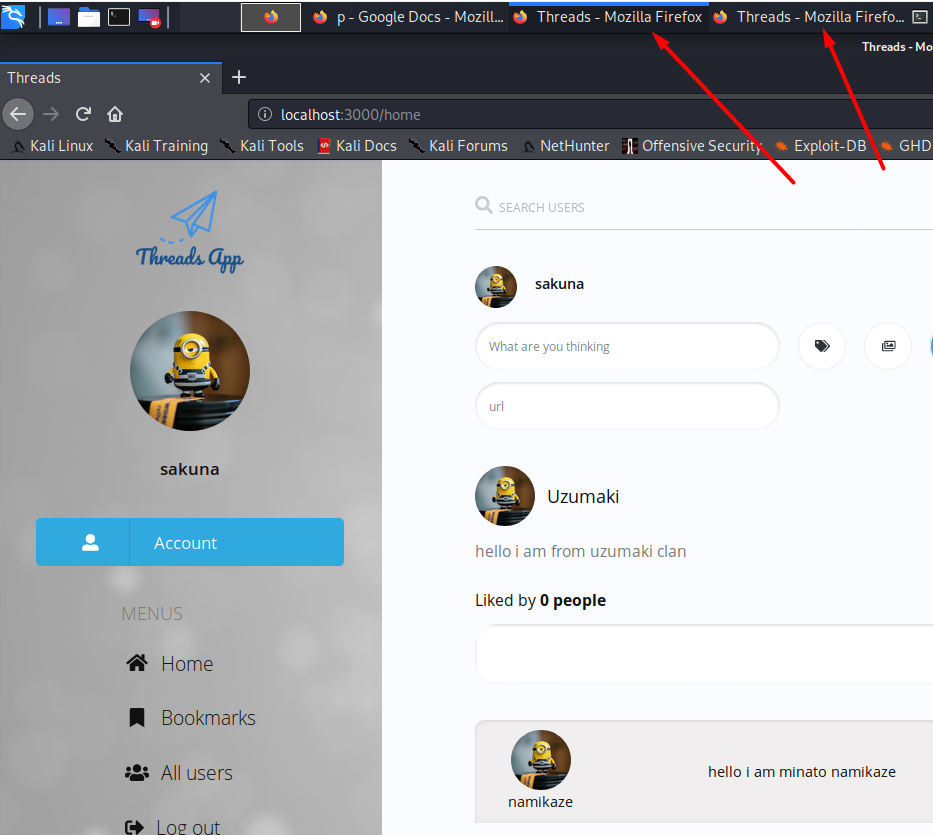 p - Google Docs - Mozill...
Threads - Mozilla Firefox
Threads - Mozilla Firefo...
Threads - Mo
Threads
localhost:3000/home
Kali Linux
Kali Training
Kali Tools
Kali Docs
Kali Forums
NetHunter
Offensive Security
Exploit-DB
GHD
Threads App
sakuna
Account
MENUS
Home
Bookmarks
All users
Log out
SEARCH USERS
sakuna
What are you thinking
url
Uzumaki
hello i am from uzumaki clan
Liked by 0 people
hello i am minato namikaze
namikaze